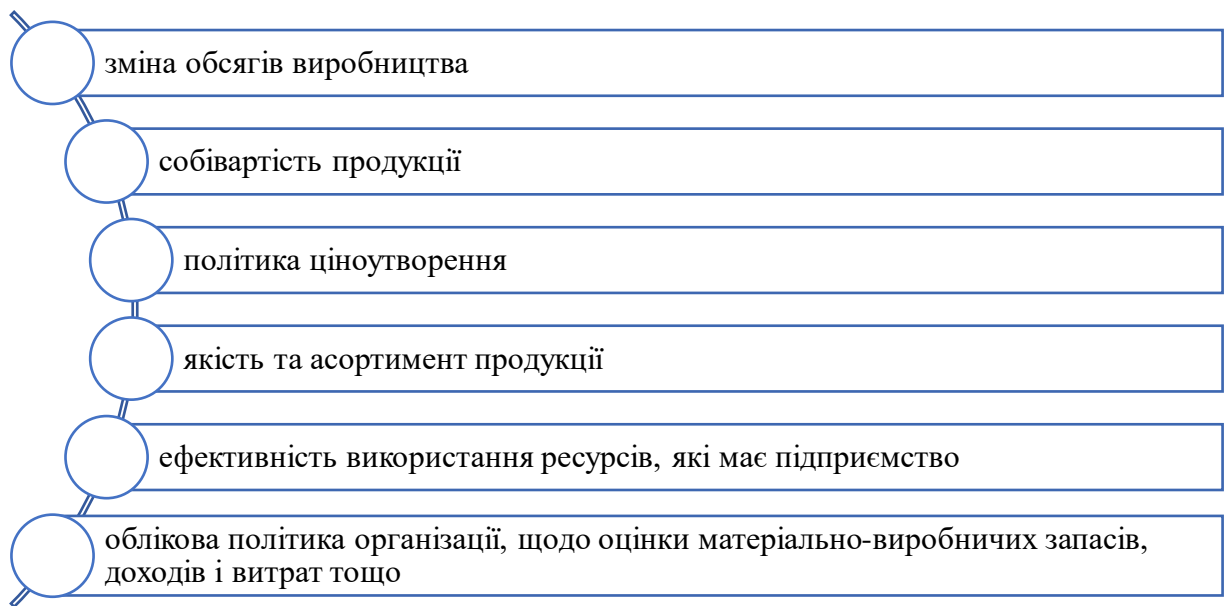 зміна обсягів виробництва
собівартість продукції
політика ціноутворення
якість та асортимент продукції
ефективність використання ресурсів, які має підприємство
облікова політика організації, щодо оцінки матеріально-виробничих запасів,
доходів і витрат тощо